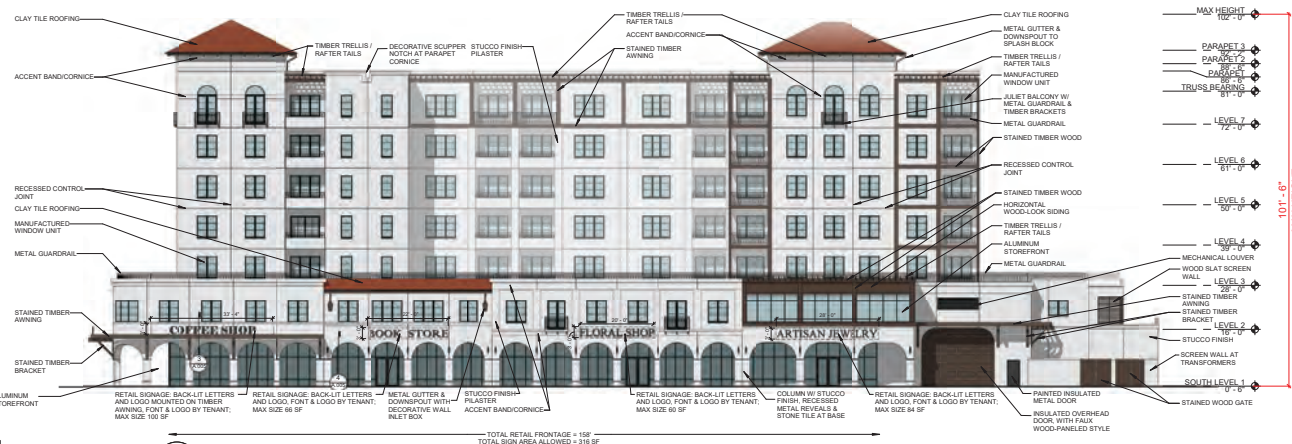 CLAY TILE ROOFING
ACCENT BAND/CORNICE
TIMBER TRELLIS /
RAFTER TAILS
DECORATIVE SCUPPER
NOTCH AT PARAPET
CORNICE
STUCCO FINISH
PILASTER
TIMBER TRELLIS /
RAFTER TAILS
ACCENT BAND/CORNICE
STAINED TIMBER
AWNING
CLAY TILE ROOFING
METAL GUTTER &
DOWNSPOUT TO
SPLASH BLOCK
TIMBER TRELLIS /
RAFTER TAILS
MANUFACTURED
WINDOW UNIT
JULIET BALCONY W/
METAL GUARDRAIL &
TIMBER BRACKETS
METAL GUARDRAIL
STAINED TIMBER WOOD
RECESSED CONTROL
JOINT
STAINED TIMBER WOOD
HORIZONTAL
WOOD-LOOK SIDING
TIMBER TRELLIS /
RAFTER TAILS
ALUMINUM
STOREFRONT
METAL GUARDRAIL
MAX HEIGHT
102' - 0"
PARAPET 3
92' - 2"
PARAPET 2
88' - 6"
PARAPET
86' - 6"
TRUSS BEARING
81' - 0"
LEVEL 7
72' - 0"
LEVEL 6
61' - 0"
LEVEL 5
50' - 0"
LEVEL 4
39' - 0"
LEVEL 3
28' - 0"
LEVEL 2
16' - 0"
SOUTH LEVEL 1
0' - 6"
101' - 6"
MECHANICAL LOUVER
WOOD SLAT SCREEN
WALL
STAINED TIMBER
AWNING
STAINED TIMBER
BRACKET
STUCCO FINISH
SCREEN WALL AT
TRANSFORMERS
STAINED WOOD GATE
RECESSED CONTROL
JOINT
CLAY TILE ROOFING
MANUFACTURED
WINDOW UNIT
METAL GUARDRAIL
STAINED TIMBER
AWNING
STAINED TIMBER
BRACKET
STOREFRONT
33' - 4"
COFFEE SHOP
22' - 0"
BOOK STORE
20' - 0"
FLORAL SHOP
28' - 0"
ARTISAN JEWELRY
RETAIL SIGNAGE: BACK-LIT LETTERS
AND LOGO MOUNTED ON TIMBER
AWNING, FONT & LOGO BY TENANT;
MAX SIZE 100 SF
RETAIL SIGNAGE: BACK-LIT LETTERS
AND LOGO, FONT & LOGO BY TENANT;
MAX SIZE 66 SF
METAL GUTTER &
DOWNSPOUT WITH
DECORATIVE WALL
INLET BOX
STUCCO FINISH
PILASTER
ACCENT BAND/CORNICE
RETAIL SIGNAGE: BACK-LIT LETTERS
AND LOGO, FONT & LOGO BY TENANT;
MAX SIZE 60 SF
COLUMN W/ STUCCO
FINISH, RECESSED
METAL REVEALS &
STONE TILE AT BASE
RETAIL SIGNAGE: BACK-LIT LETTERS
AND LOGO, FONT & LOGO BY TENANT;
MAX SIZE 84 SF
PAINTED INSULATED
METAL DOOR
INSULATED OVERHEAD
DOOR, WITH FAUX
WOOD-PANELED STYLE
TOTAL RETAIL FRONTAGE = 158'
TOTAL SIGN AREA ALLOWED = 316 SF